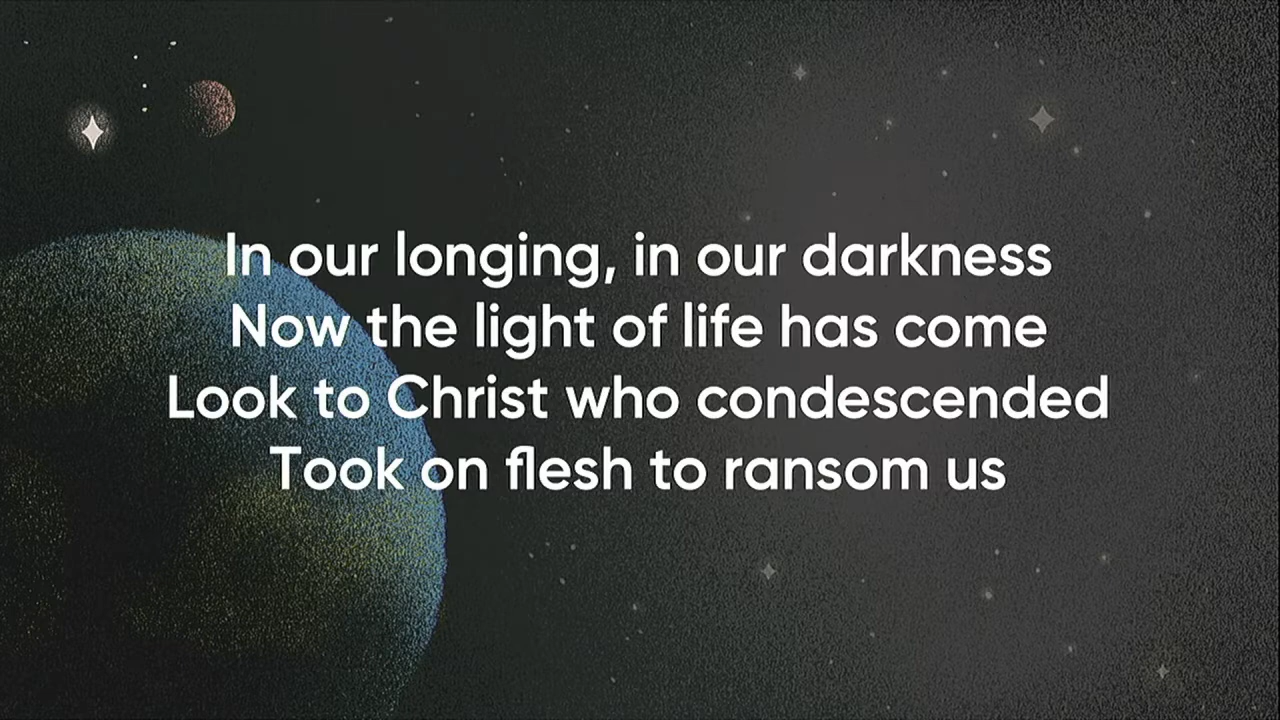 In our longing, in our darkness
Now the light of life has come
Look to Christ who condescended
Took on flesh to ransom us